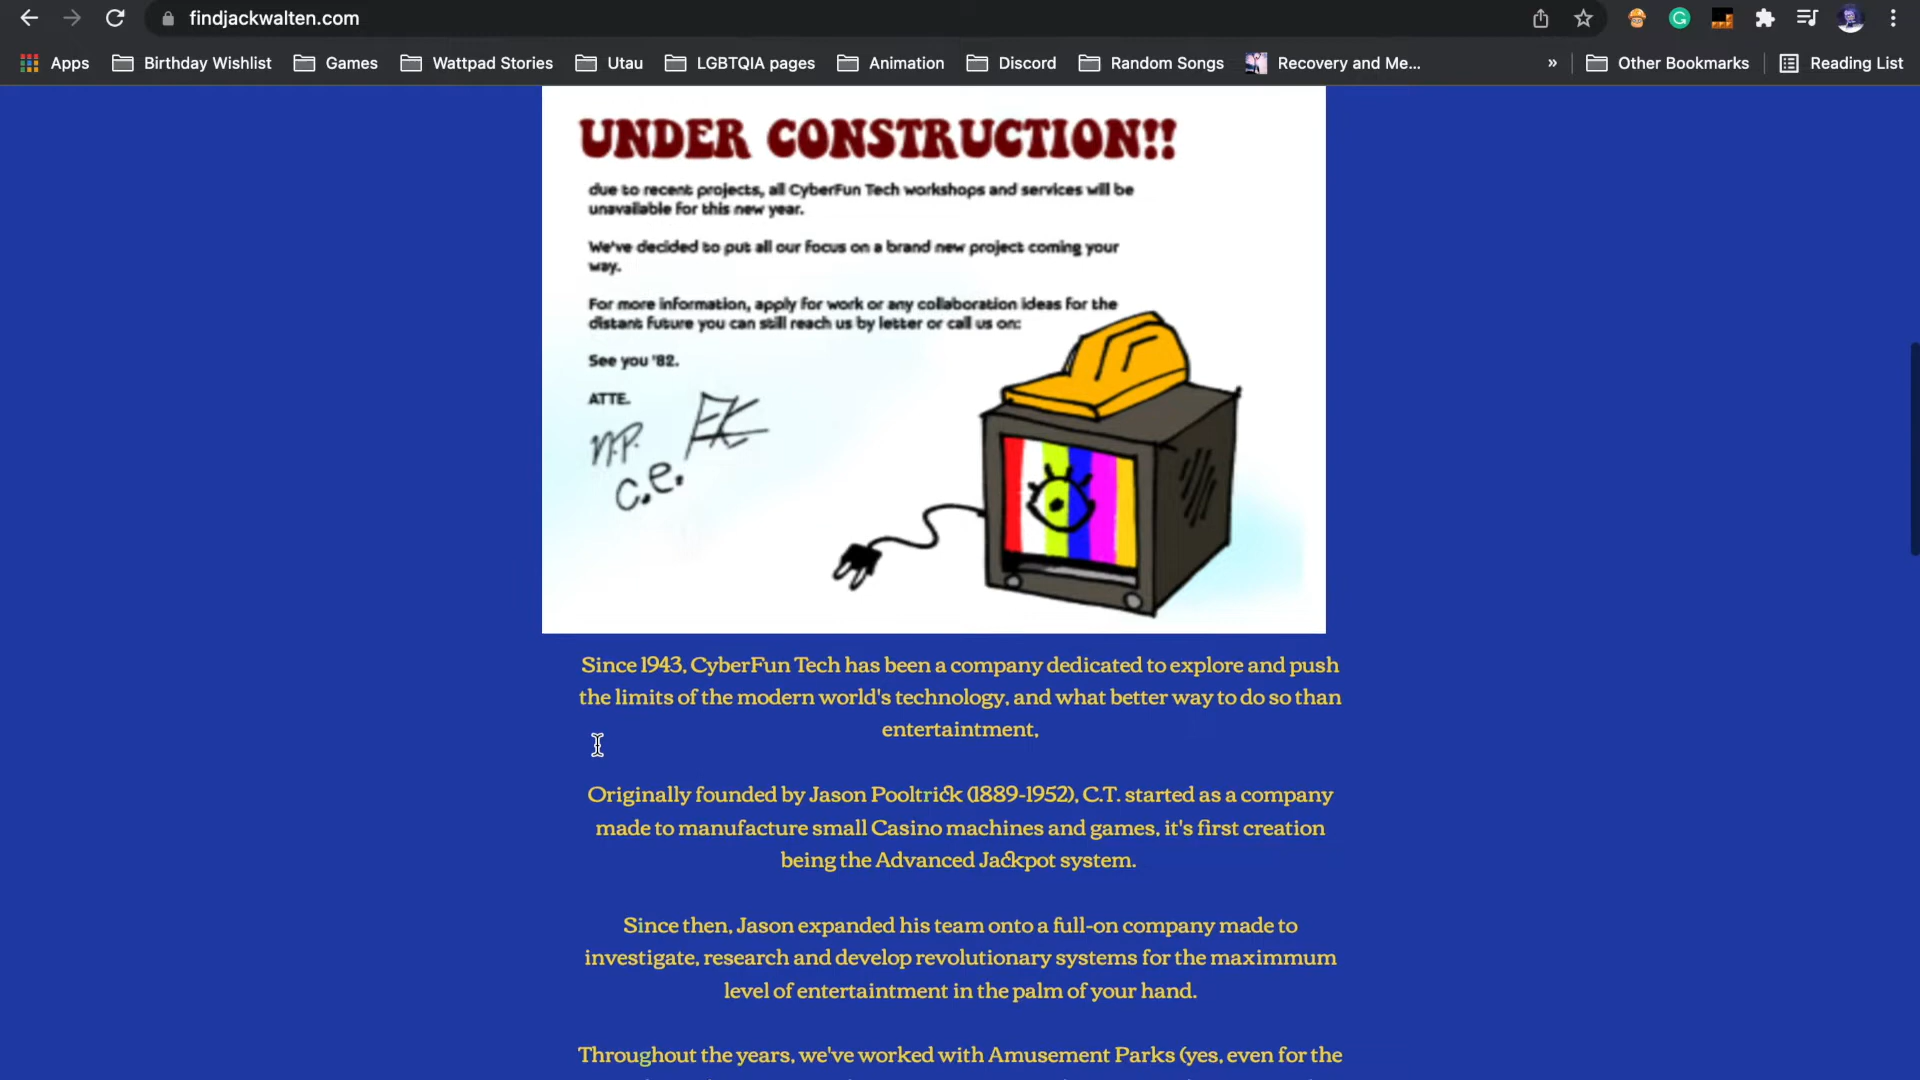 findjackwalten.com
Apps Birthday Wishlist Games Wattpad Stories Utau LGBTQIA pages Animation Discord Random Songs Recovery and Me... » Other Bookmarks Reading List
UNDER CONSTRUCTION!!
due to recent projects, all CyberFun Tech workshops and services will be
unavailable for this new year.
We've decided to put all our focus on a brand new project coming your
way.
For more information, apply for work or any collaboration ideas for the
distant future you can still reach us by letter or call us on:
See you '82.
ATTE.
n.P.
c.e.
Since 1943, CyberFun Tech has been a company dedicated to explore and push
the limits of the modern world's technology, and what better way to do so than
entertaintment,
Originally founded by Jason Pooltrick (1889-1952), C.T. started as a company
made to manufacture small Casino machines and games, it's first creation
being the Advanced Jackpot system.
Since then, Jason expanded his team onto a full-on company made to
investigate, research and develop revolutionary systems for the maximmum
level of entertaintment in the palm of your hand.
Throughout the years, we've worked with Amusement Parks (yes, even for the